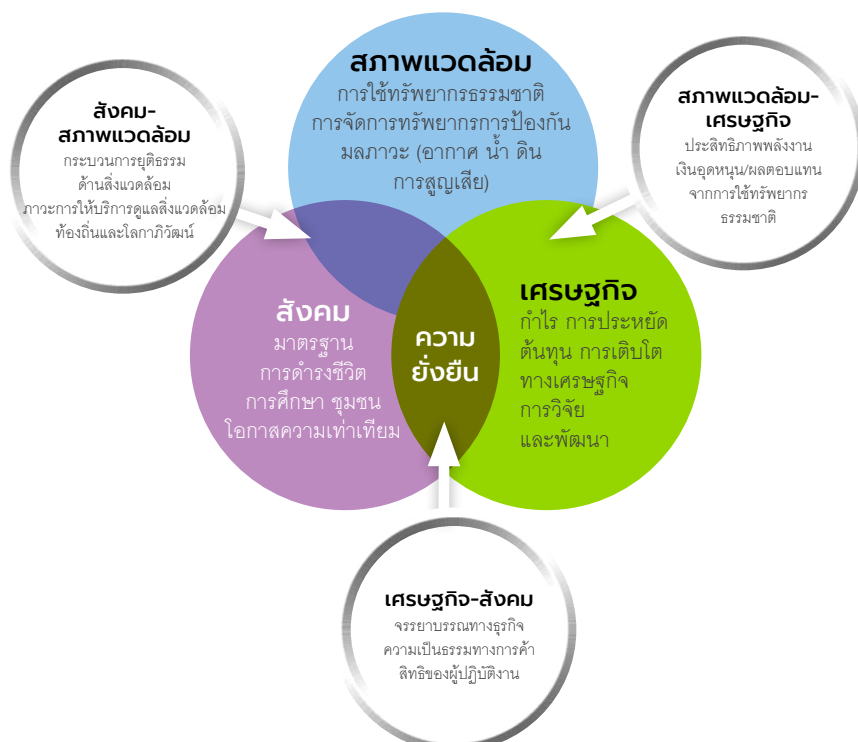 สภาพแวดล้อม
การใช้ทรัพยากรธรรมชาติ
การจัดการทรัพยากรการป้องกัน
มลภาวะ (อากาศ น้ำ ดิน
การสูญเสีย)
สังคม-
สภาพแวดล้อม
กระบวนการยุติธรรม
ด้านสิ่งแวดล้อม
ภาวะการให้บริการดูแลสิ่งแวดล้อม
ท้องถิ่นและโลกาภิวัฒน์
สภาพแวดล้อม-
เศรษฐกิจ
ประสิทธิภาพพลังงาน
เงินอุดหนุน/ผลตอบแทน
จากการใช้ทรัพยากร
ธรรมชาติ
สังคม
มาตรฐาน
การดำรงชีวิต
การศึกษา ชุมชน
โอกาสความเท่าเทียม
ความ
ยั่งยืน
เศรษฐกิจ
กำไร การประหยัด
ต้นทุน การเติบโต
ทางเศรษฐกิจ
การวิจัย
และพัฒนา
เศรษฐกิจ-สังคม
จรรยาบรรณทางธุรกิจ
ความเป็นธรรมทางการค้า
สิทธิของผู้ปฏิบัติงาน